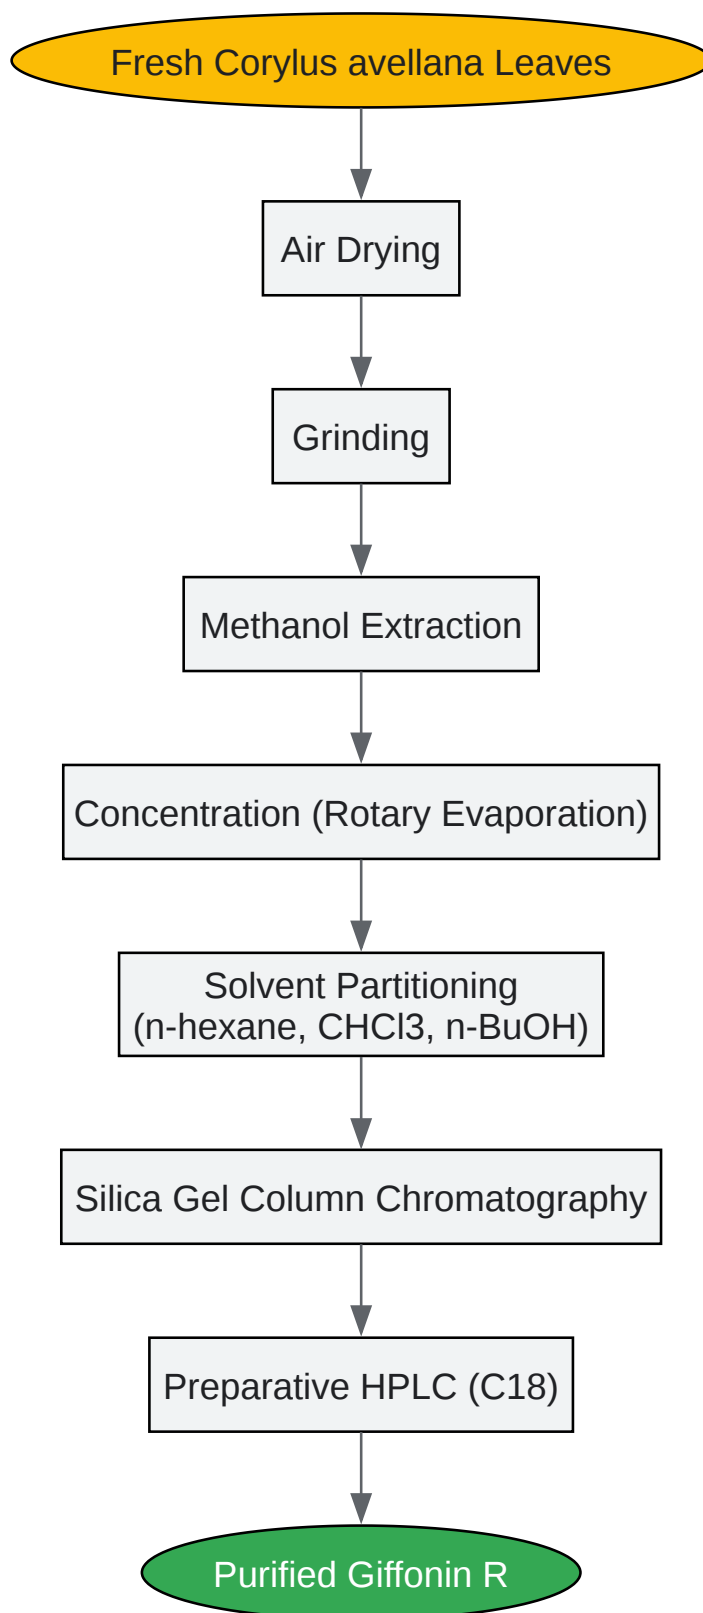 Fresh Corylus avellana Leaves
Air Drying
Grinding
Methanol Extraction
Concentration (Rotary Evaporation)
Solvent Partitioning
(n-hexane, CHCl3, n-BuOH)
Silica Gel Column Chromatography
Preparative HPLC (C18)
Purified Giffonin R